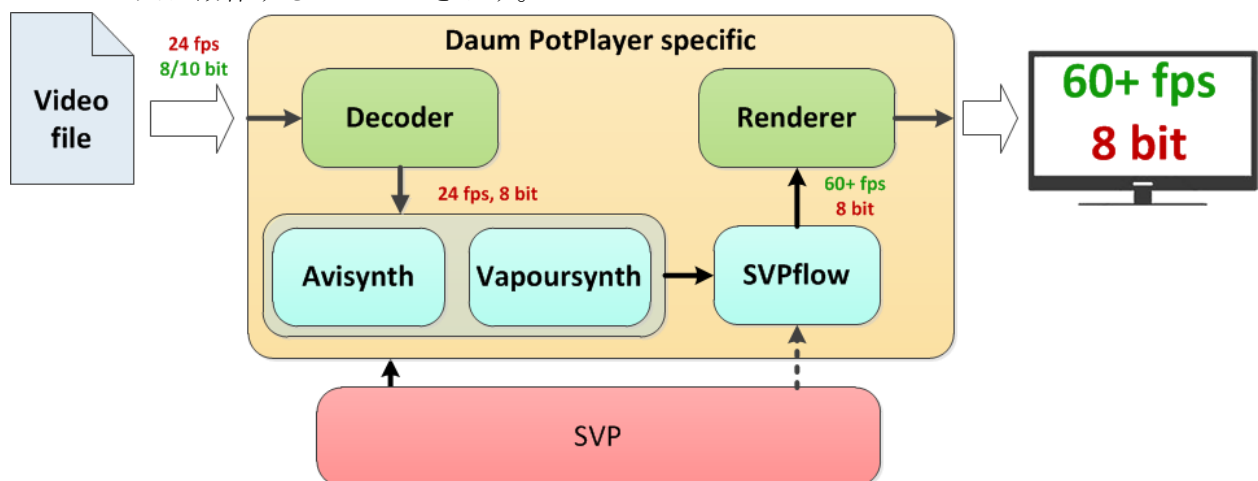 Daum PotPlayer specific
24 fps
8/10 bit
Video
file
Decoder
Renderer
60+ fps
8 bit
24 fps, 8 bit
60+ fps
8 bit
Avisynth
Vapoursynth
SVPflow
SVP